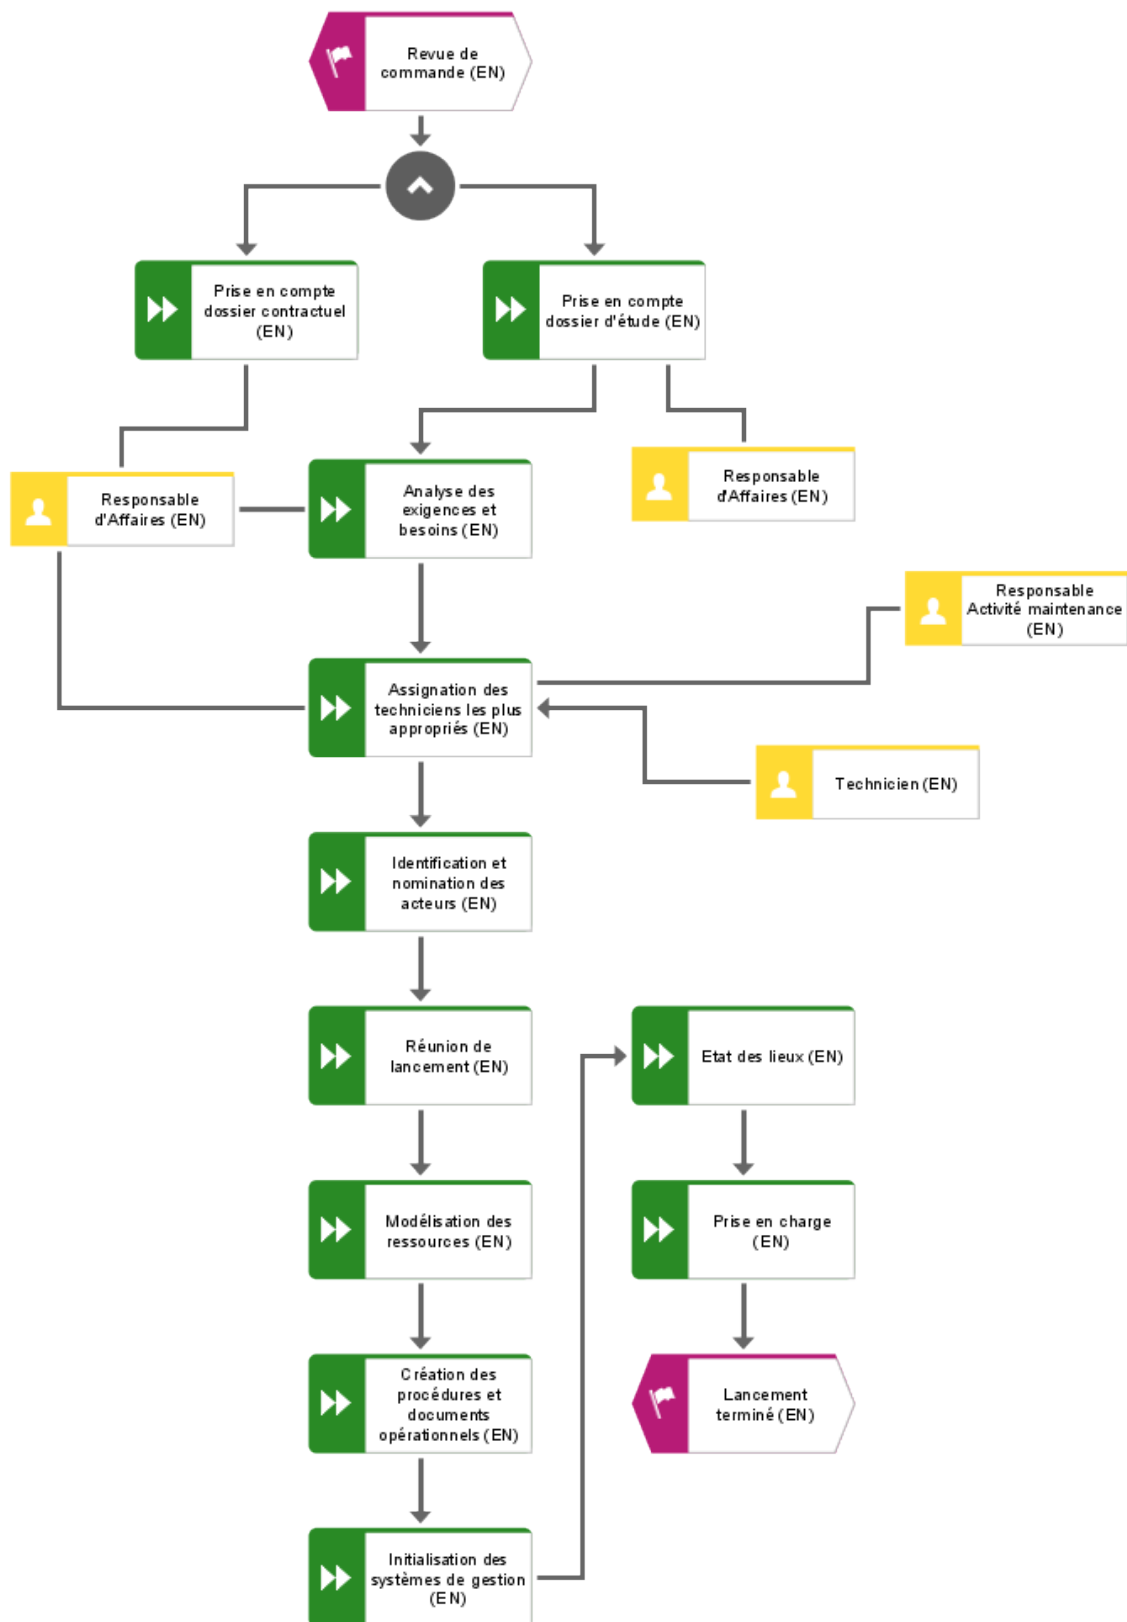 Revue de
commande (EN)
Prise en compte
dossier contractuel
(EN)
Prise en compte
dossier d'étude (EN)
Responsable
d'Affaires (EN)
Analyse des
exigences et
besoins (EN)
Responsable
d'Affaires (EN)
Responsable
Activité maintenance
(EN)
Assignation des
techniciens les plus
appropriés (EN)
Technicien (EN)
Identification et
nomination des
acteurs (EN)
Réunion de
lancement (EN)
Etat des lieux (EN)
Modélisation des
ressources (EN)
Prise en charge
(EN)
Création des
procédures et
documents
opérationnels (EN)
Lancement
terminé (EN)
Initialisation des
systèmes de gestion
(EN)